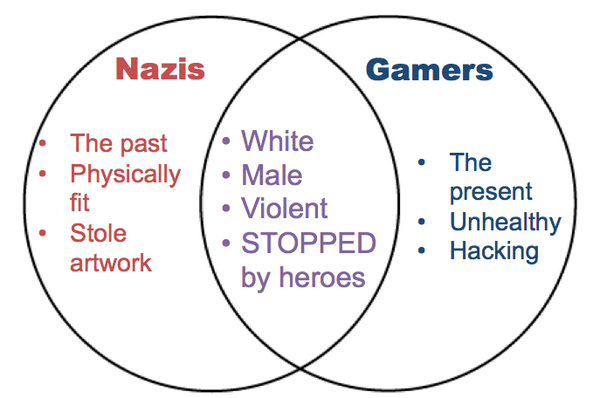 Nazis
• The past
• Physically
fit
• Stole
artwork
• White
• Male
• Violent
• STOPPED
by heroes
Gamers
• The
present
• Unhealthy
• Hacking